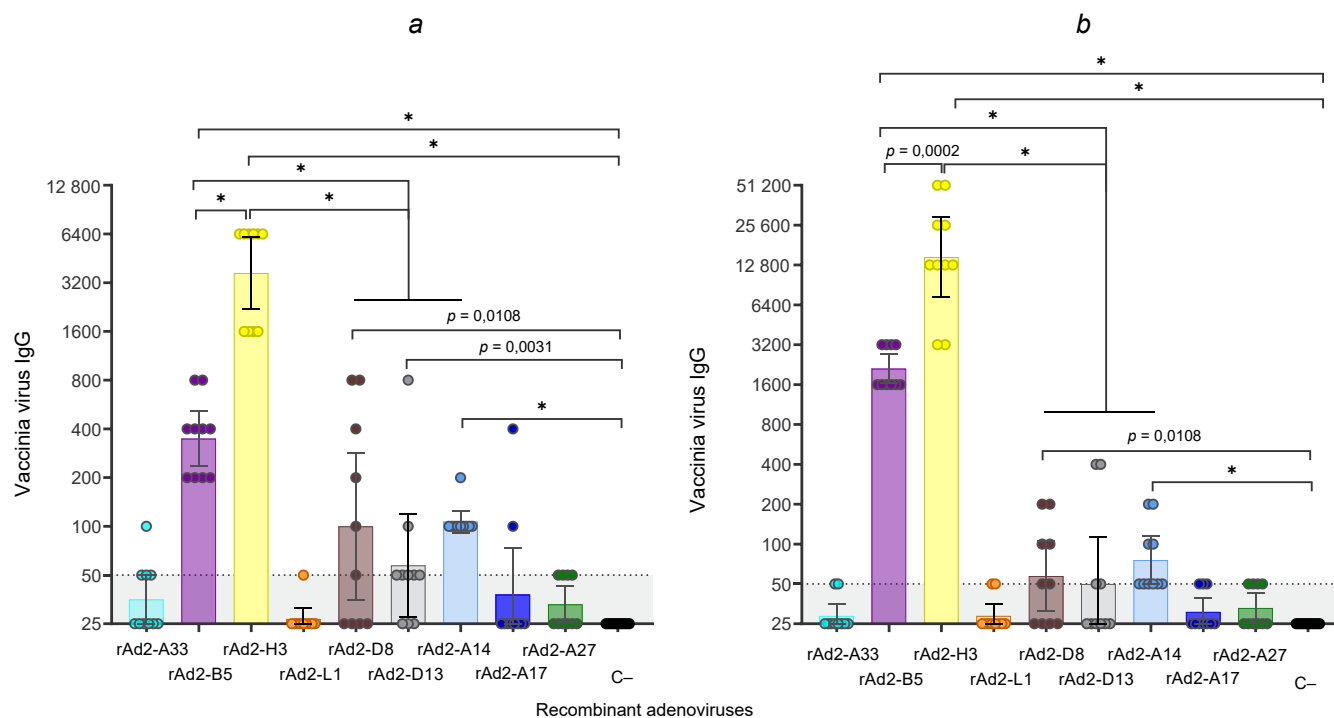 a
*
*
*
*
*
12 800
6400
3200
1600
800
400
200
100
50
25
Vaccinia virus IgG
p = 0,0108
p = 0,0031
*
rAd2-A33 rAd2-H3 rAd2-D8 rAd2-A14 rAd2-A27
rAd2-B5 rAd2-L1 rAd2-D13 rAd2-A17 C–
b
*
*
*
p = 0,0002 *
51 200
25 600
12 800
6400
3200
1600
800
400
200
100
50
25
Vaccinia virus IgG
p = 0,0108
*
rAd2-A33 rAd2-H3 rAd2-D8 rAd2-A14 rAd2-A27
rAd2-B5 rAd2-L1 rAd2-D13 rAd2-A17 C–
Recombinant adenoviruses